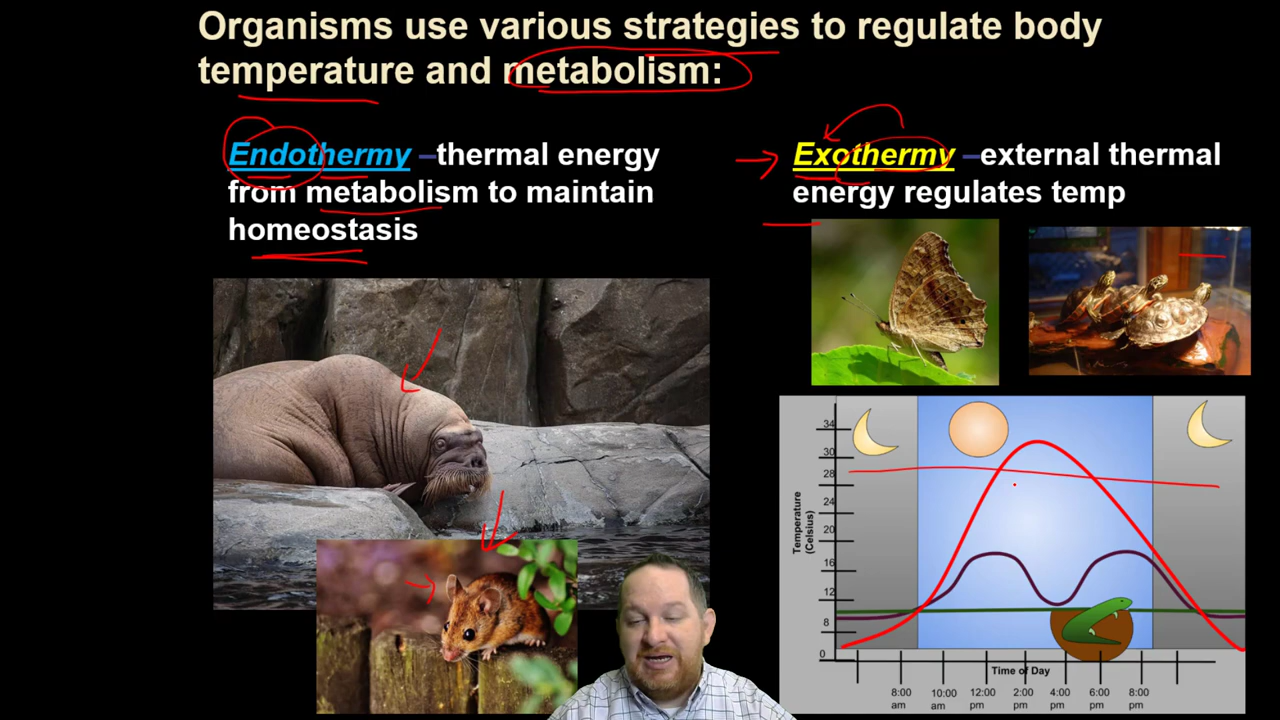 Organisms use various strategies to regulate body
temperature and metabolism:
Endothermy –thermal energy
from metabolism to maintain
homeostasis
Exothermy –external thermal
energy regulates temp
34
30
28
24
20
16
12
8
0
Temperature
(Celsius)
Time of Day
8:00 10:00 12:00 2:00 4:00 6:00 8:00
am am pm pm pm pm pm